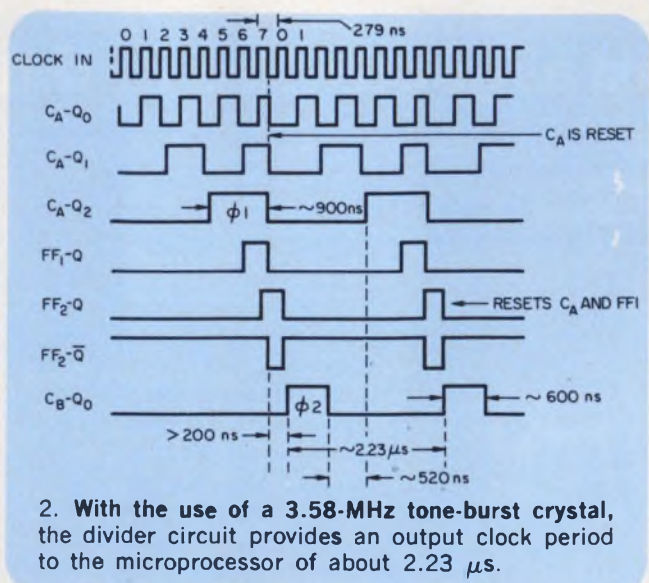 0 1 2 3 4 5 6 7 0 1
279 ns
CLOCK IN
CA-Q0
CA IS RESET
CA-Q1
CA-Q2
ϕ1
~900ns
FF1-Q
FF2-Q
RESETS CA AND FF1
FF2-Q̅
CB-Q0
ϕ2
~ 600 ns
>200 ns
~2.23μs
~520ns
2. With the use of a 3.58-MHz tone-burst crystal,
the divider circuit provides an output clock period
to the microprocessor of about 2.23 μs.